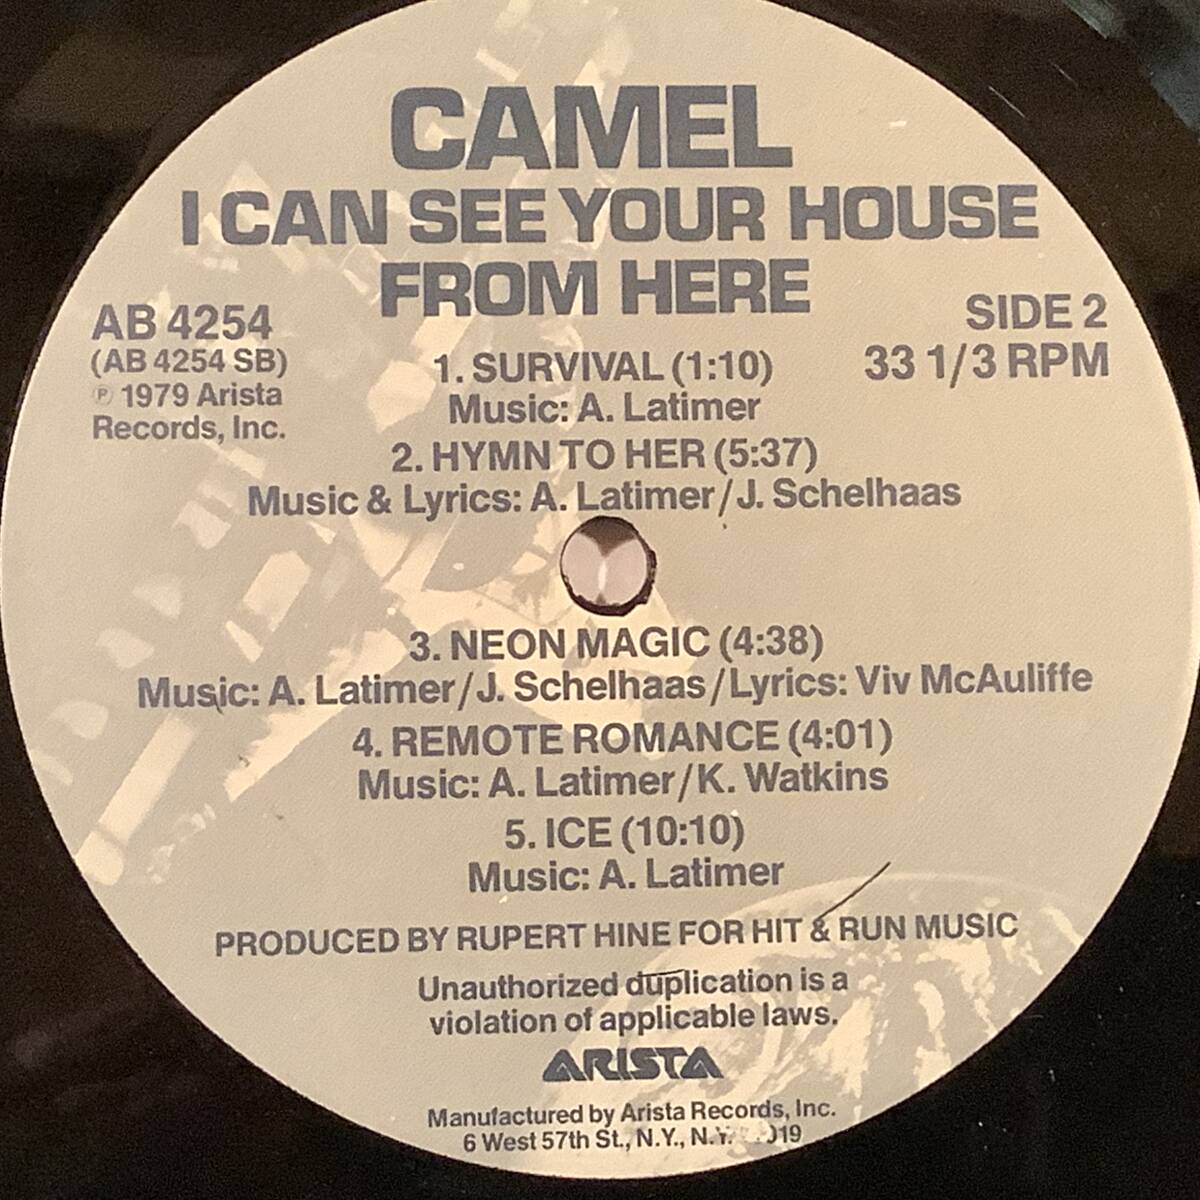 CAMEL
I CAN SEE YOUR HOUSE
FROM HERE
AB 4254
(AB 4254 SB)
℗ 1979 Arista
Records, Inc.
SIDE 2
33 1/3 RPM
1. SURVIVAL (1:10)
Music: A. Latimer
2. HYMN TO HER (5:37)
Music & Lyrics: A. Latimer/J. Schelhaas
3. NEON MAGIC (4:38)
Music: A. Latimer/J. Schelhaas/Lyrics: Viv McAuliffe
4. REMOTE ROMANCE (4:01)
Music: A. Latimer/K. Watkins
5. ICE (10:10)
Music: A. Latimer
PRODUCED BY RUPERT HINE FOR HIT & RUN MUSIC
Unauthorized duplication is a
violation of applicable laws.
ARISTA
Manufactured by Arista Records, Inc.
6 West 57th St., N.Y., N.Y.